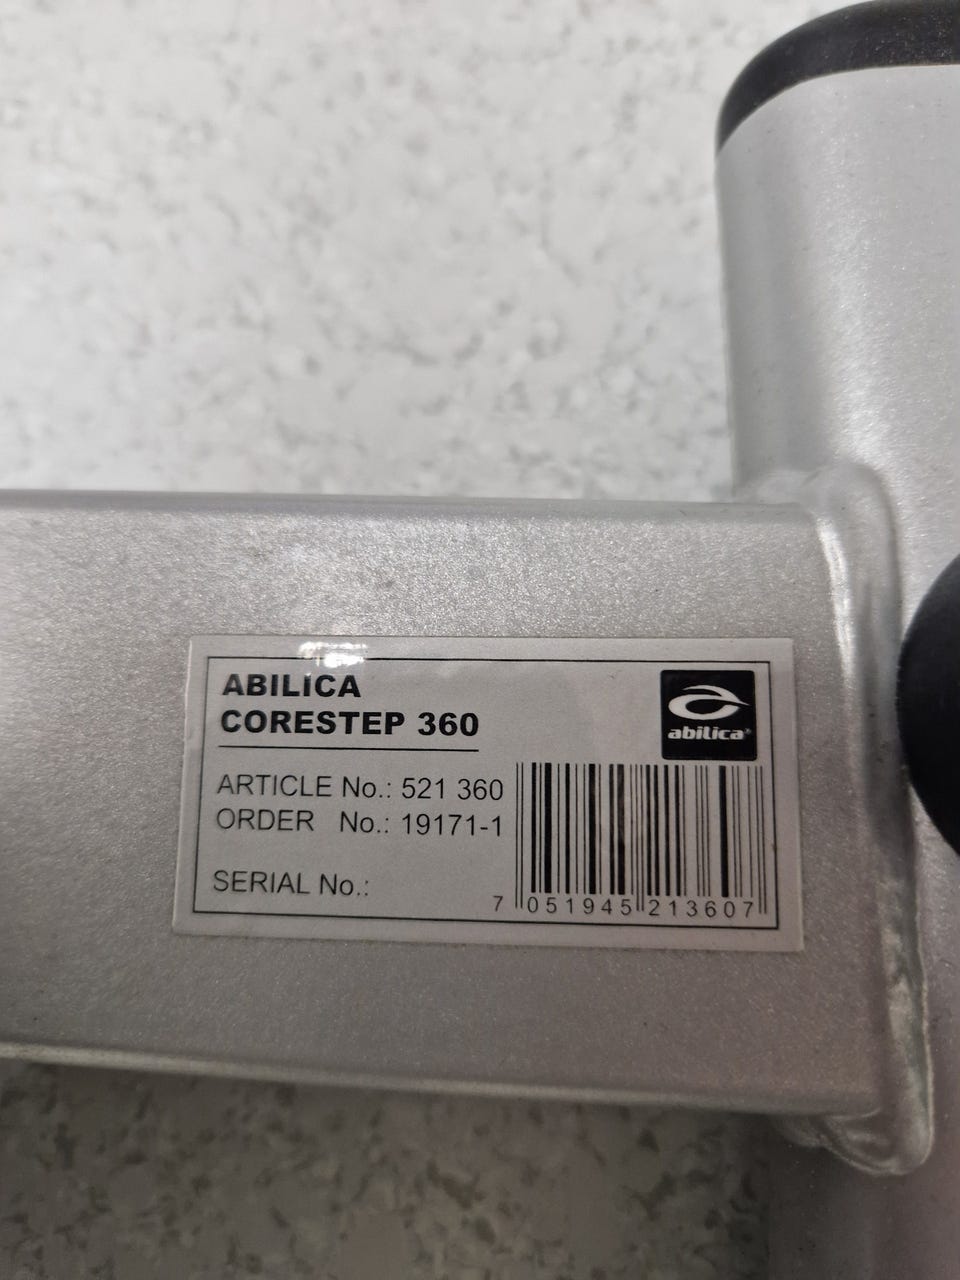 ABILICA
CORESTEP 360
abilica®
ARTICLE No.: 521 360
ORDER No.: 19171-1
SERIAL No.:
7 051945 213607